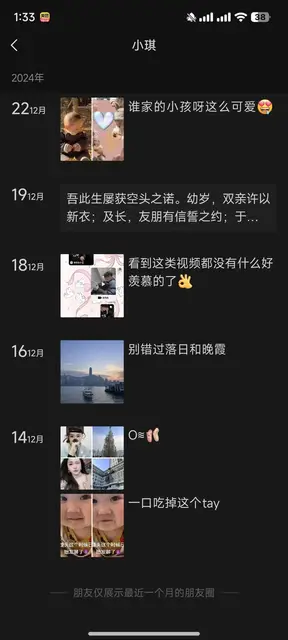 1:33
38
小琪
2024年
22 12月
谁家的小孩呀这么可爱😍
19 12月
吾此生屡获空头之诺。幼岁，双亲许以
新衣；及长，友朋有信誓之约；于...
18 12月
看到这类视频都没有什么好
羡慕的了👌
16 12月
别错过落日和晚霞
14 12月
O≋👣
一口吃掉这个tay
朋友仅展示最近一个月的朋友圈